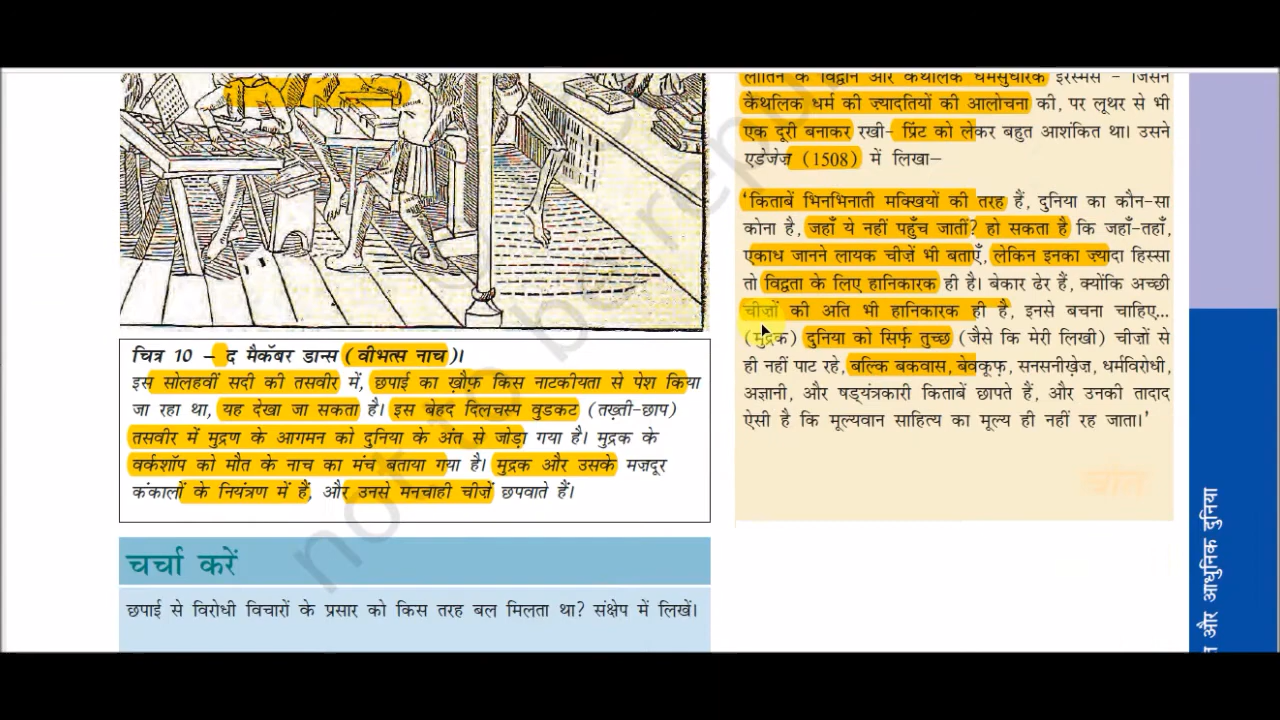 चित्र 10 – द मैकॅबर डान्स (वीभत्स नाच)।
इस सोलहवीं सदी की तसवीर में, छपाई का ख़ौफ़ किस नाटकीयता से पेश किया
जा रहा था, यह देखा जा सकता है। इस बेहद दिलचस्प वुडकट (तख़्ती-छाप)
तसवीर में मुद्रण के आगमन को दुनिया के अंत से जोड़ा गया है। मुद्रक के
वर्कशॉप को मौत के नाच का मंच बताया गया है। मुद्रक और उसके मज़दूर
कंकालों के नियंत्रण में हैं, और उनसे मनचाही चीज़ें छपवाते हैं।
चर्चा करें
छपाई से विरोधी विचारों के प्रसार को किस तरह बल मिलता था? संक्षेप में लिखें।
लातिन के विद्वान और कैथलिक धर्मसुधारक इरैस्मस - जिसने
कैथलिक धर्म की ज़्यादतियों की आलोचना की, पर लूथर से भी
एक दूरी बनाकर रखी– प्रिंट को लेकर बहुत आशंकित था। उसने
एडेजेज़ (1508) में लिखा–
'किताबें भिनभिनाती मक्खियों की तरह हैं, दुनिया का कौन-सा
कोना है, जहाँ ये नहीं पहुँच जातीं? हो सकता है कि जहाँ-तहाँ,
एकाध जानने लायक चीज़ें भी बताएँ, लेकिन इनका ज़्यादा हिस्सा
तो विद्वता के लिए हानिकारक ही है। बेकार ढेर हैं, क्योंकि अच्छी
चीज़ों की अति भी हानिकारक ही है, इनसे बचना चाहिए...
(मुद्रक) दुनिया को सिर्फ़ तुच्छ (जैसे कि मेरी लिखी) चीज़ों से
ही नहीं पाट रहे, बल्कि बकवास, बेवकूफ़, सनसनीख़ेज, धर्मविरोधी,
अज्ञानी, और षड्यंत्रकारी किताबें छापते हैं, और उनकी तादाद
ऐसी है कि मूल्यवान साहित्य का मूल्य ही नहीं रह जाता।'
स्रोत
और आधुनिक दुनिया
not to be republ